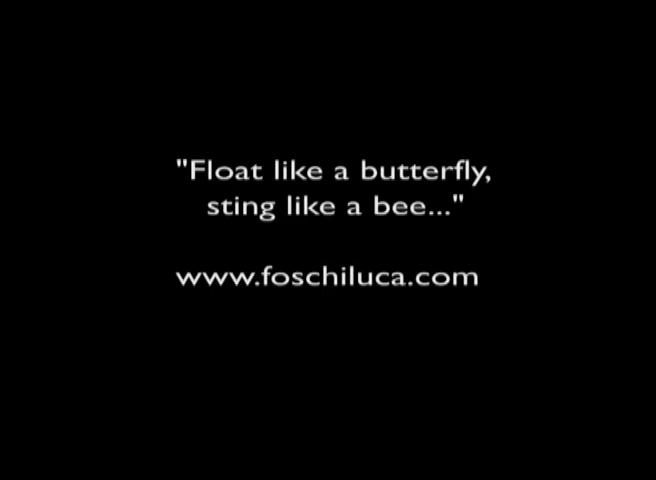 "Float like a butterfly,
sting like a bee..."
www.foschiluca.com